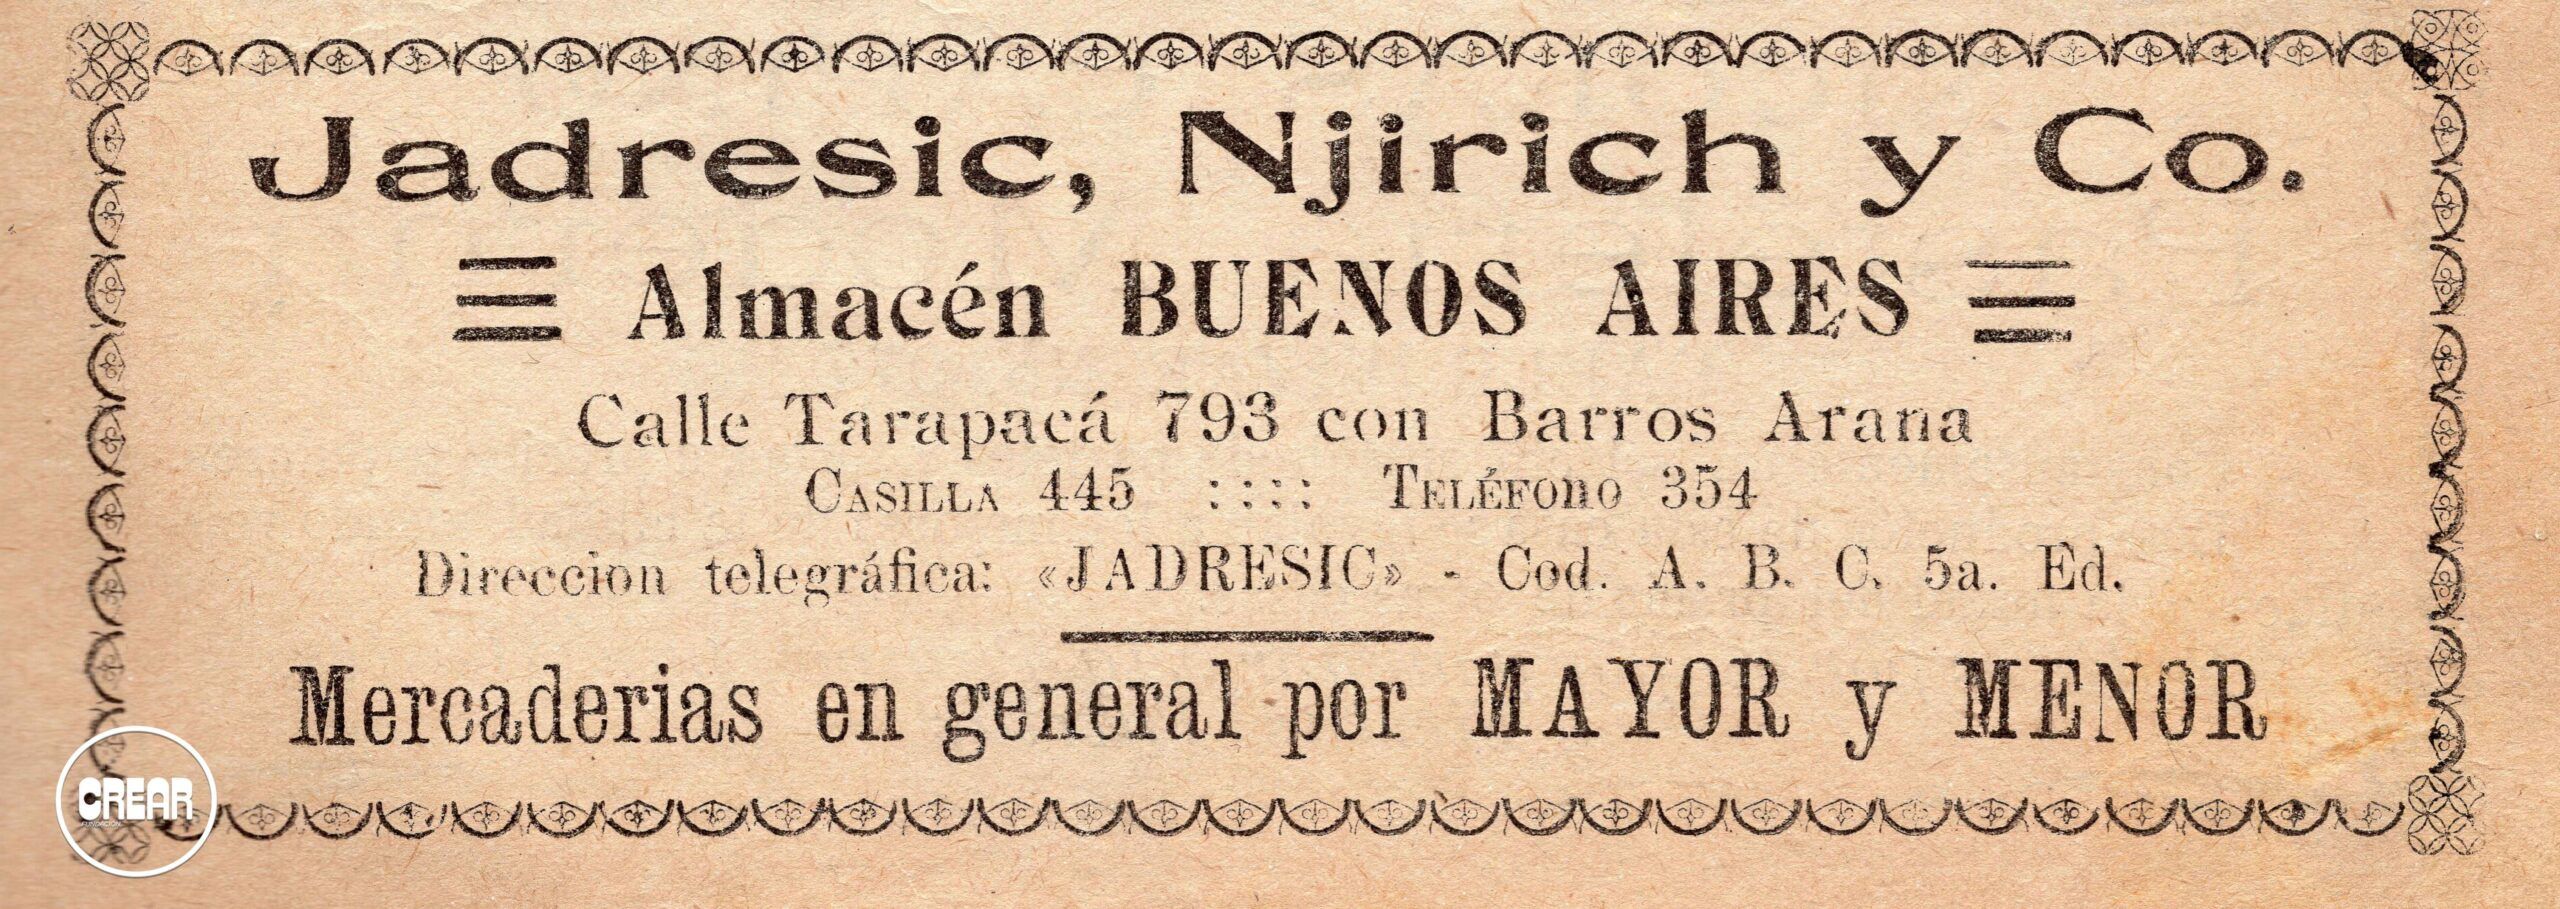 Jadresic, Njirich y Co.
Almacén BUENOS AIRES
Calle Tarapacá 793 con Barros Arana
CASILLA 445 :::: TELÉFONO 354
Direccion telegráfica: «JADRESIC» - Cod. A. B. C. 5a. Ed.
Mercaderias en general por MAYOR y MENOR
CREAR
FUNDACIÓN